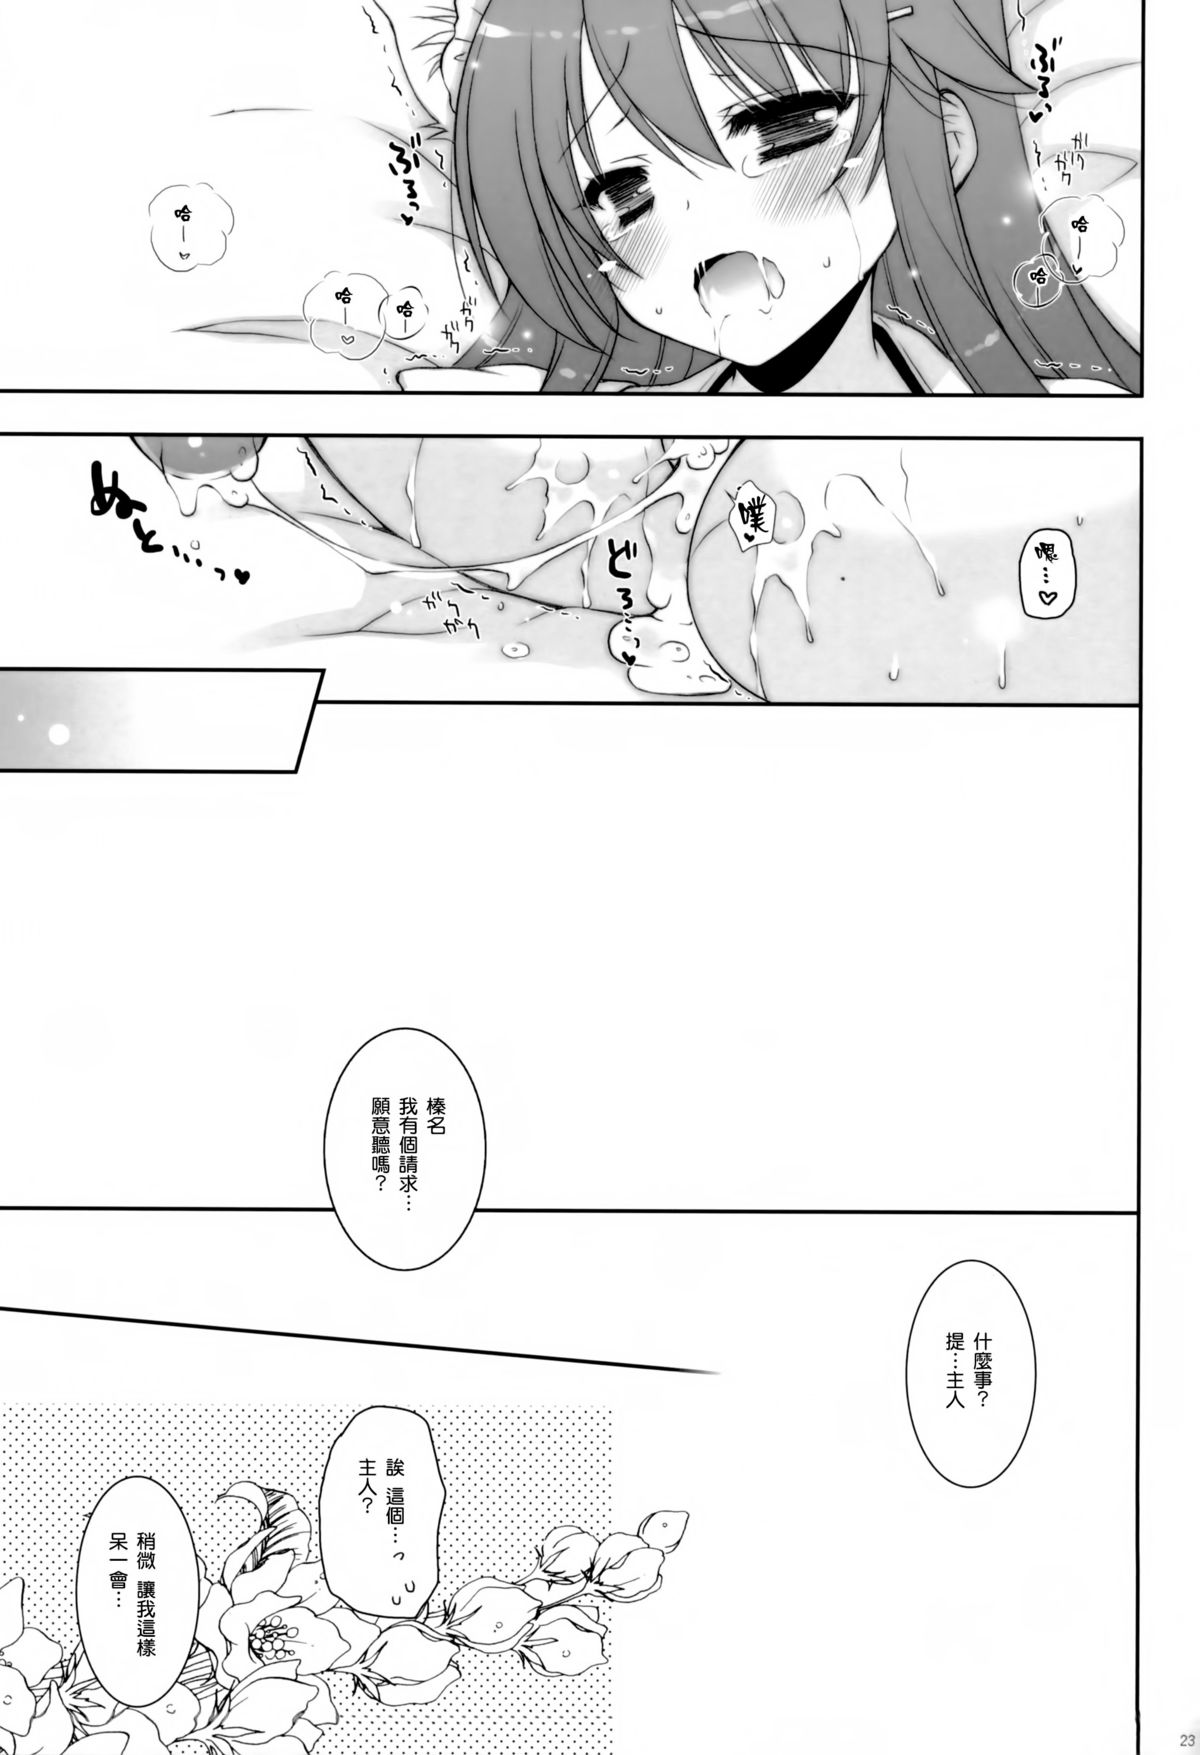 ぶるっ♥
ガクガク
哈ー♥
哈ー
ぶるっ♥
ガクガク
哈ー
哈ー♥
哈ー
嗯…♥
噗♥
どろ…っ♥
ガクガク
ぬと…っ♥
榛名
我有個請求…
願意聽嗎？
什麼事？
提…主人
誒 這個…
主人？
稍微 讓我這樣
呆一會…
23